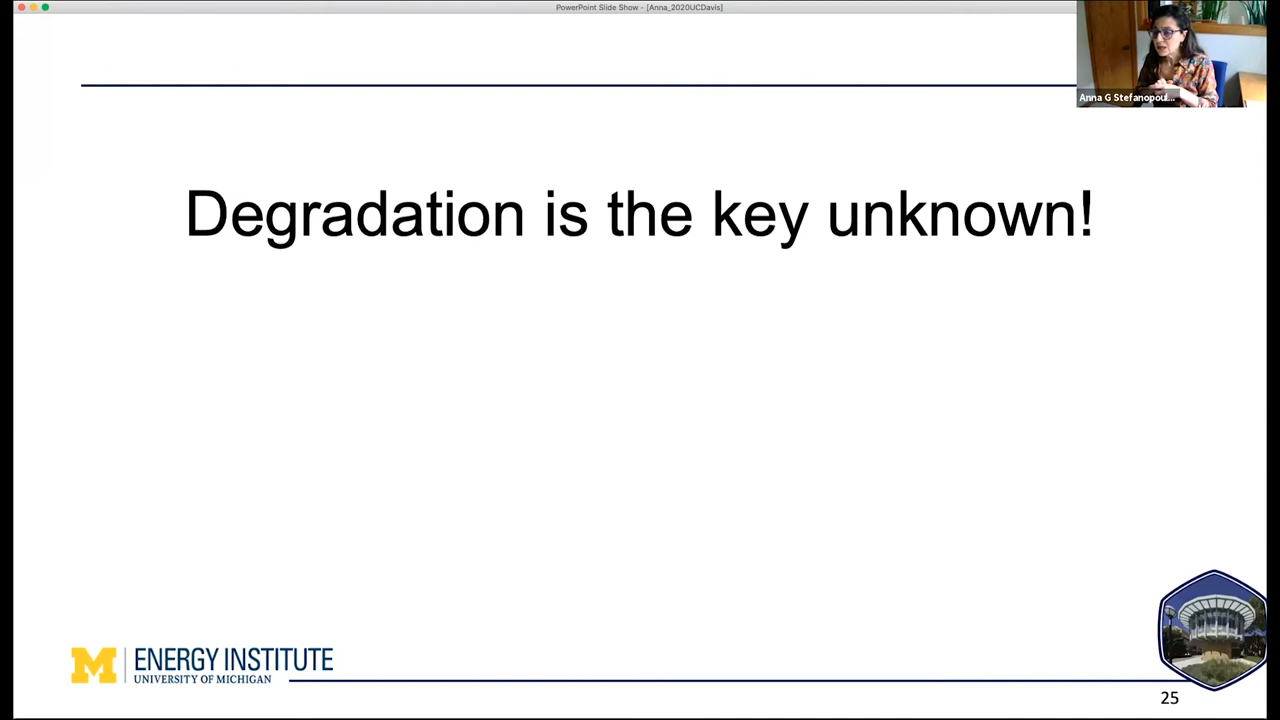 PowerPoint Slide Show - [Anna_2020UCDavis]
Anna G Stefanopoul...
Degradation is the key unknown!
M ENERGY INSTITUTE
UNIVERSITY OF MICHIGAN
25